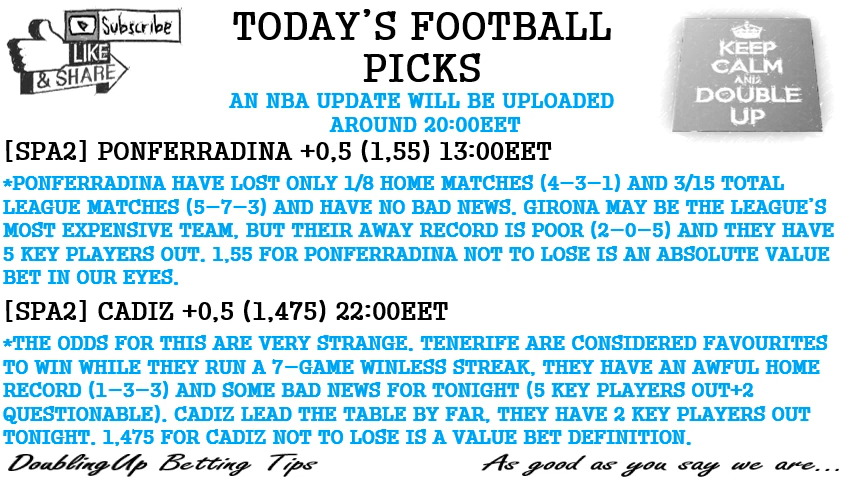 Subscribe
LIKE
& SHARE
TODAY'S FOOTBALL
PICKS
KEEP
CALM
AND
DOUBLE
UP
AN NBA UPDATE WILL BE UPLOADED
AROUND 20:00EET
[SPA2] PONFERRADINA +0,5 (1,55) 13:00EET
*PONFERRADINA HAVE LOST ONLY 1/8 HOME MATCHES (4-3-1) AND 3/15 TOTAL
LEAGUE MATCHES (5-7-3) AND HAVE NO BAD NEWS. GIRONA MAY BE THE LEAGUE'S
MOST EXPENSIVE TEAM, BUT THEIR AWAY RECORD IS POOR (2-0-5) AND THEY HAVE
5 KEY PLAYERS OUT. 1,55 FOR PONFERRADINA NOT TO LOSE IS AN ABSOLUTE VALUE
BET IN OUR EYES.
[SPA2] CADIZ +0,5 (1,475) 22:00EET
*THE ODDS FOR THIS ARE VERY STRANGE. TENERIFE ARE CONSIDERED FAVOURITES
TO WIN WHILE THEY RUN A 7-GAME WINLESS STREAK, THEY HAVE AN AWFUL HOME
RECORD (1-3-3) AND SOME BAD NEWS FOR TONIGHT (5 KEY PLAYERS OUT+2
QUESTIONABLE). CADIZ LEAD THE TABLE BY FAR, THEY HAVE 2 KEY PLAYERS OUT
TONIGHT. 1,475 FOR CADIZ NOT TO LOSE IS A VALUE BET DEFINITION.
DoublingUp Betting Tips
As good as you say we are...